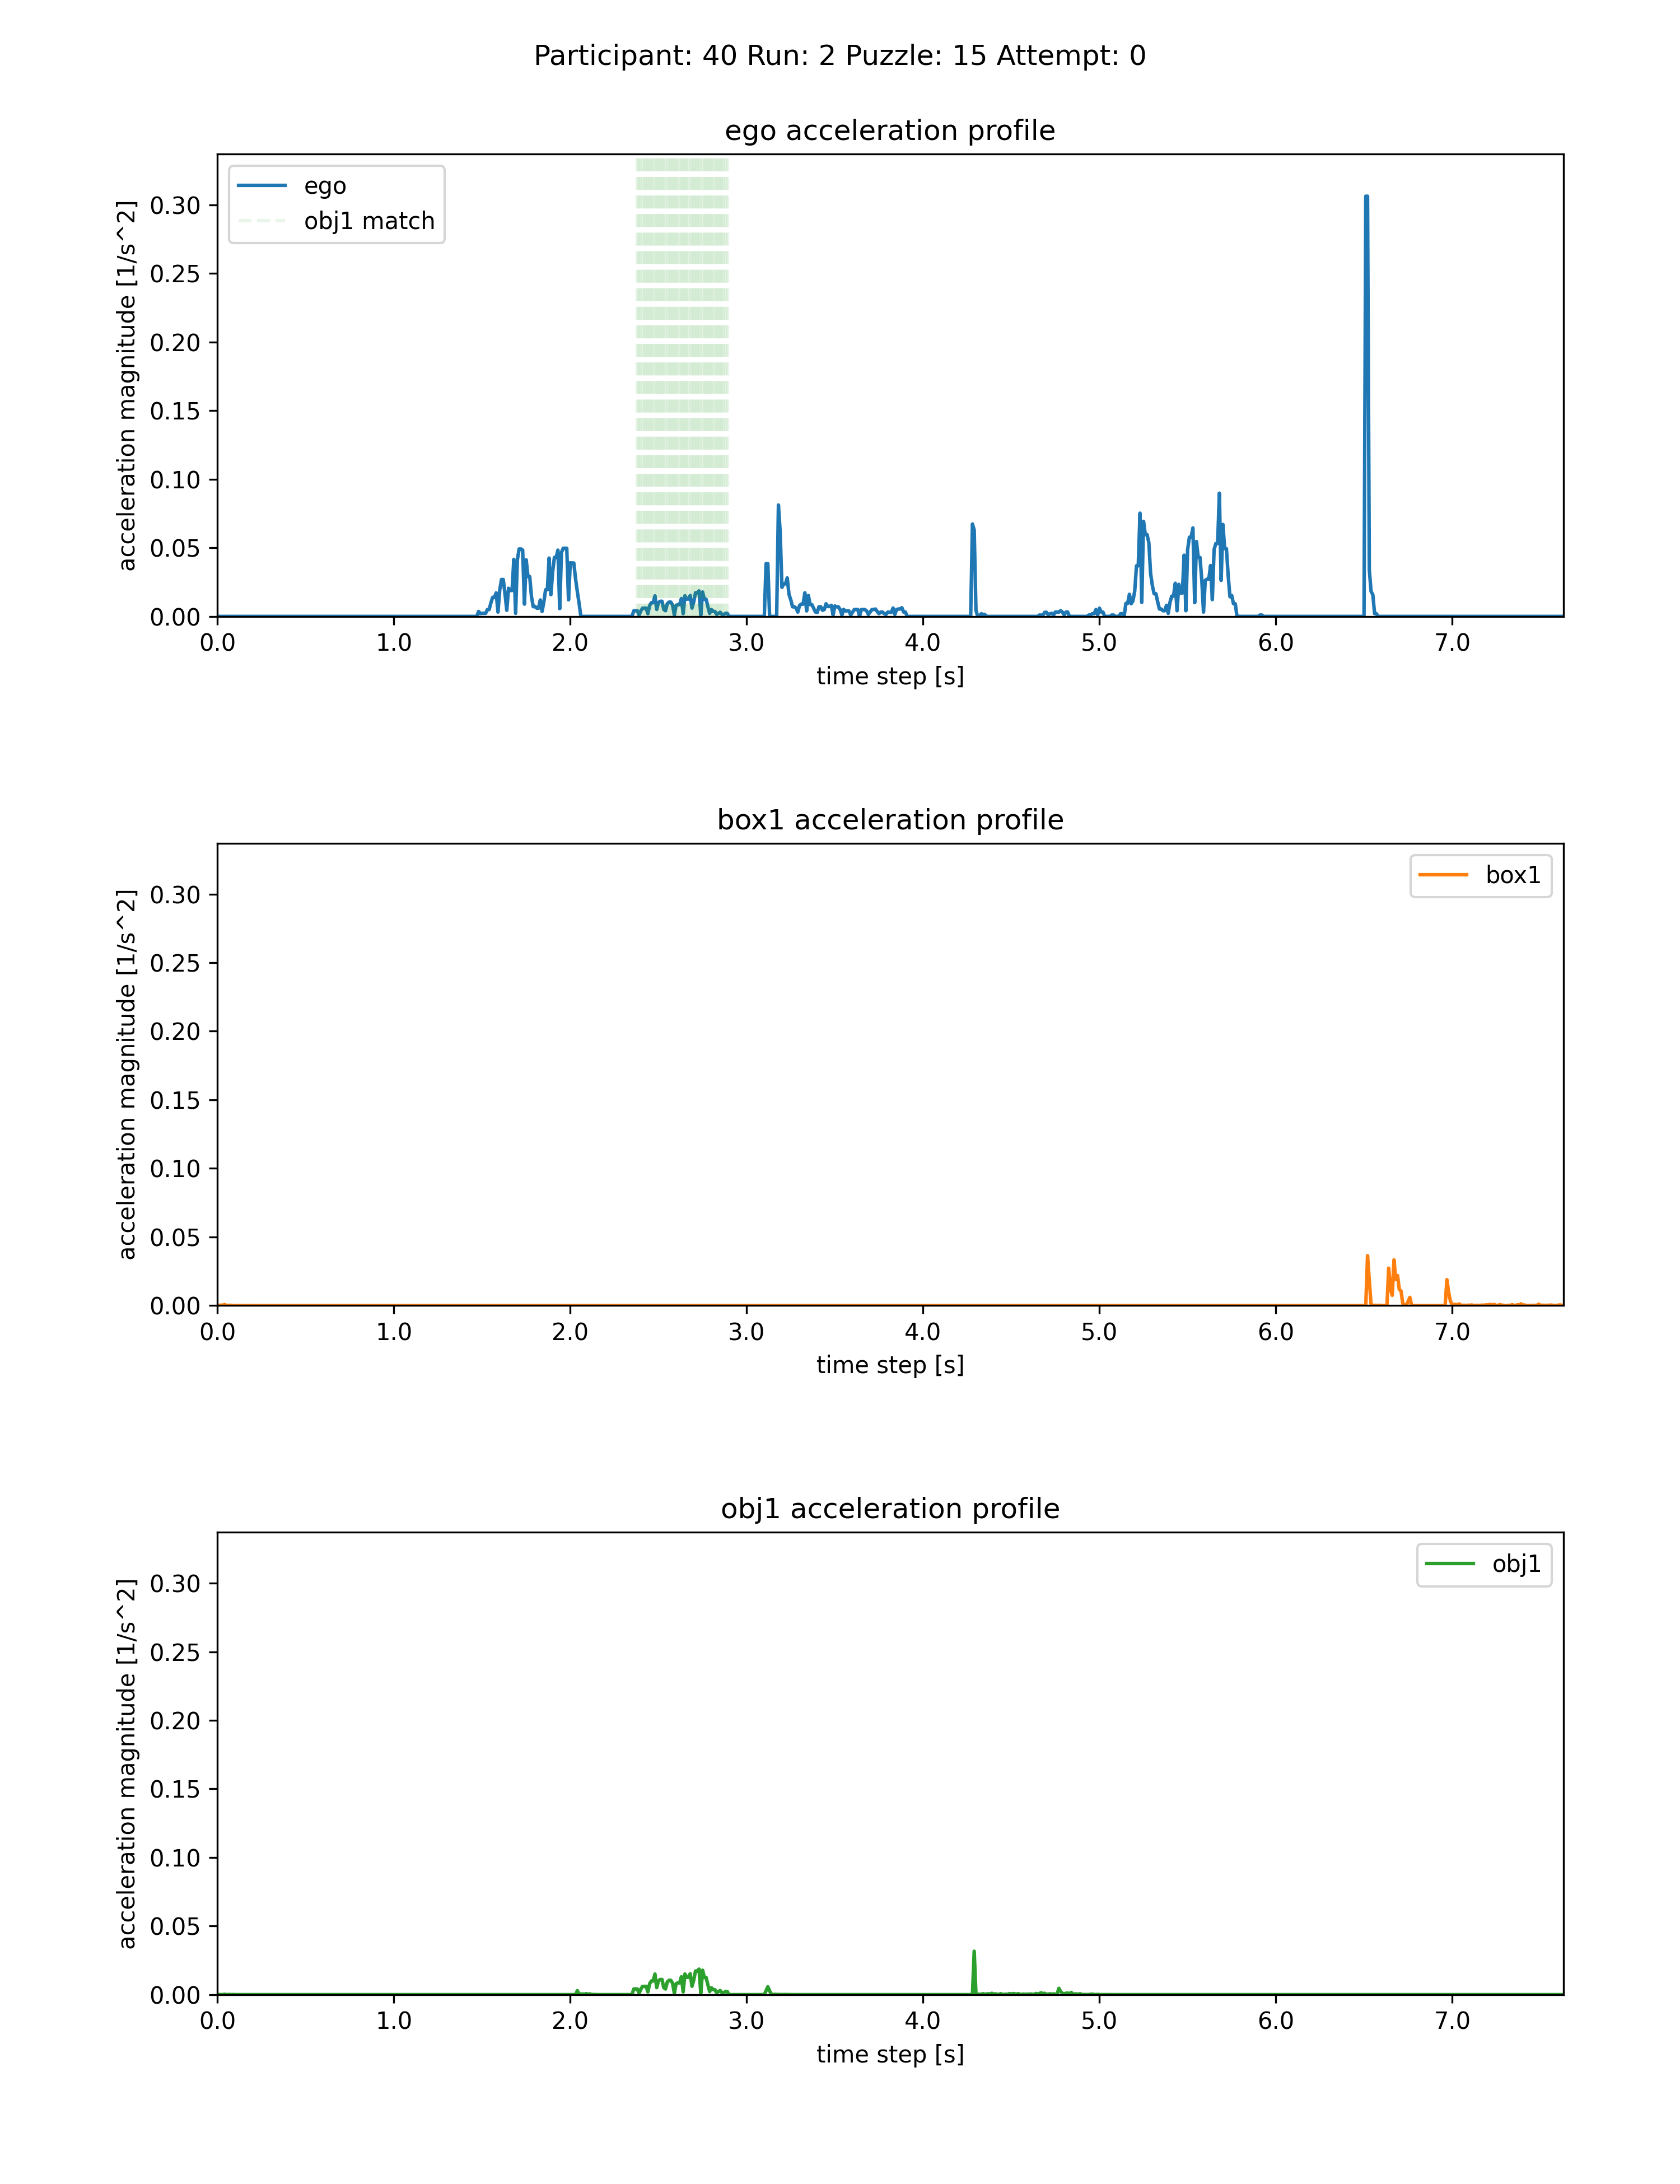 Participant: 40 Run: 2 Puzzle: 15 Attempt: 0
ego acceleration profile
acceleration magnitude [1/s^2]
0.30
0.25
0.20
0.15
0.10
0.05
0.00
ego
obj1 match
0.0 1.0 2.0 3.0 4.0 5.0 6.0 7.0
time step [s]
box1 acceleration profile
acceleration magnitude [1/s^2]
0.30
0.25
0.20
0.15
0.10
0.05
0.00
box1
0.0 1.0 2.0 3.0 4.0 5.0 6.0 7.0
time step [s]
obj1 acceleration profile
acceleration magnitude [1/s^2]
0.30
0.25
0.20
0.15
0.10
0.05
0.00
obj1
0.0 1.0 2.0 3.0 4.0 5.0 6.0 7.0
time step [s]